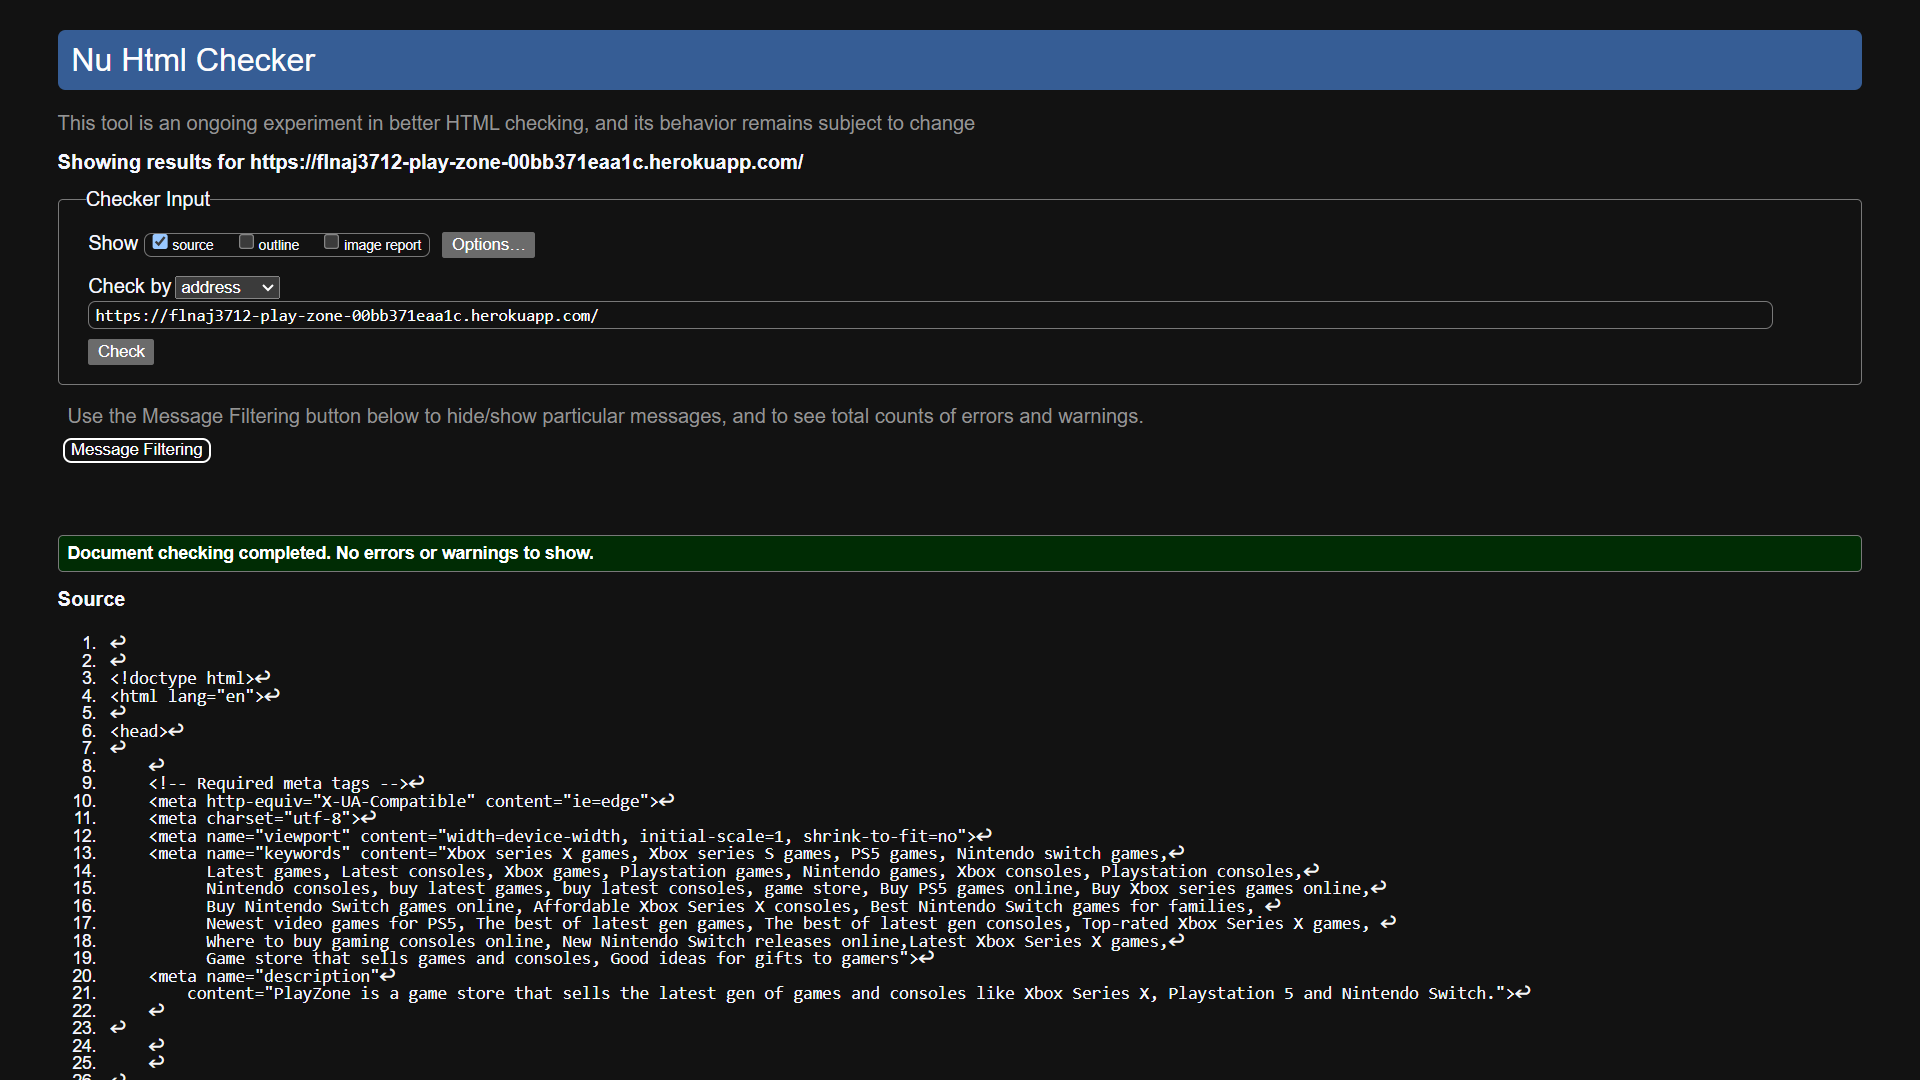 Nu Html Checker
This tool is an ongoing experiment in better HTML checking, and its behavior remains subject to change
Showing results for https://flnaj3712-play-zone-00bb371eaa1c.herokuapp.com/
Checker Input
Show source outline image report Options...
Check by address
https://flnaj3712-play-zone-00bb371eaa1c.herokuapp.com/
Check
Use the Message Filtering button below to hide/show particular messages, and to see total counts of errors and warnings.
Message Filtering
Document checking completed. No errors or warnings to show.
Source
1. ↩
2. ↩
3. <!doctype html>↩
4. <html lang="en">↩
5. ↩
6. <head>↩
7. ↩
8. ↩
9. <!-- Required meta tags -->↩
10. <meta http-equiv="X-UA-Compatible" content="ie=edge">↩
11. <meta charset="utf-8">↩
12. <meta name="viewport" content="width=device-width, initial-scale=1, shrink-to-fit=no">↩
13. <meta name="keywords" content="Xbox series X games, Xbox series S games, PS5 games, Nintendo switch games,↩
14. Latest games, Latest consoles, Xbox games, Playstation games, Nintendo games, Xbox consoles, Playstation consoles,↩
15. Nintendo consoles, buy latest games, buy latest consoles, game store, Buy PS5 games online, Buy Xbox series games online,↩
16. Buy Nintendo Switch games online, Affordable Xbox Series X consoles, Best Nintendo Switch games for families, ↩
17. Newest video games for PS5, The best of latest gen games, The best of latest gen consoles, Top-rated Xbox Series X games, ↩
18. Where to buy gaming consoles online, New Nintendo Switch releases online,Latest Xbox Series X games,↩
19. Game store that sells games and consoles, Good ideas for gifts to gamers">↩
20. <meta name="description"↩
21. content="PlayZone is a game store that sells the latest gen of games and consoles like Xbox Series X, Playstation 5 and Nintendo Switch.">↩
22. ↩
23. ↩
24. ↩
25. ↩
26. ↩